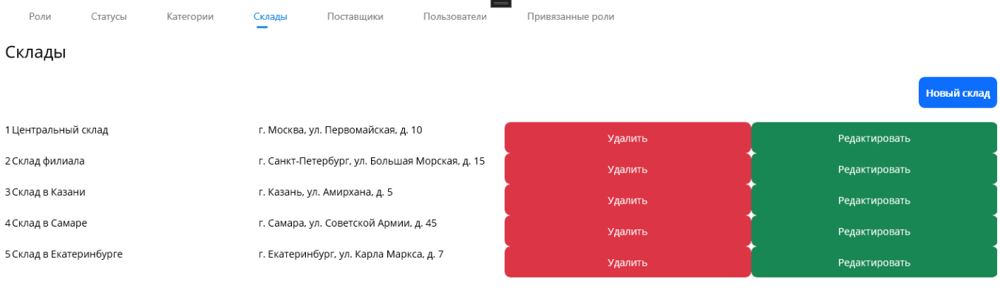 Роли Статусы Категории Склады Поставщики Пользователи Привязанные роли
Склады
Новый склад
1 Центральный склад г. Москва, ул. Первомайская, д. 10 Удалить Редактировать
2 Склад филиала г. Санкт-Петербург, ул. Большая Морская, д. 15 Удалить Редактировать
3 Склад в Казани г. Казань, ул. Амирхана, д. 5 Удалить Редактировать
4 Склад в Самаре г. Самара, ул. Советской Армии, д. 45 Удалить Редактировать
5 Склад в Екатеринбурге г. Екатеринбург, ул. Карла Маркса, д. 7 Удалить Редактировать